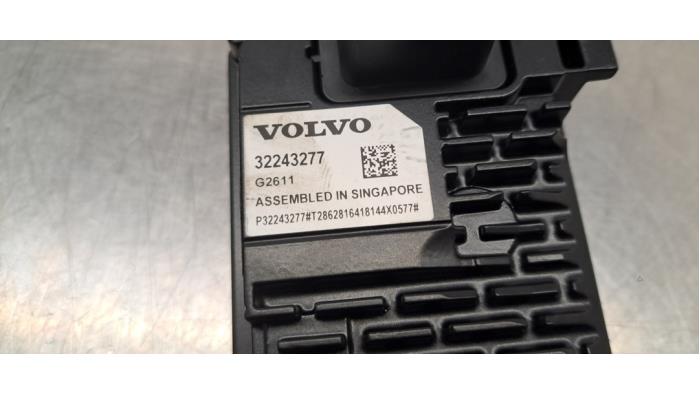 VOLVO
32243277
G2611
ASSEMBLED IN SINGAPORE
P32243277#T2862816418144X0577#